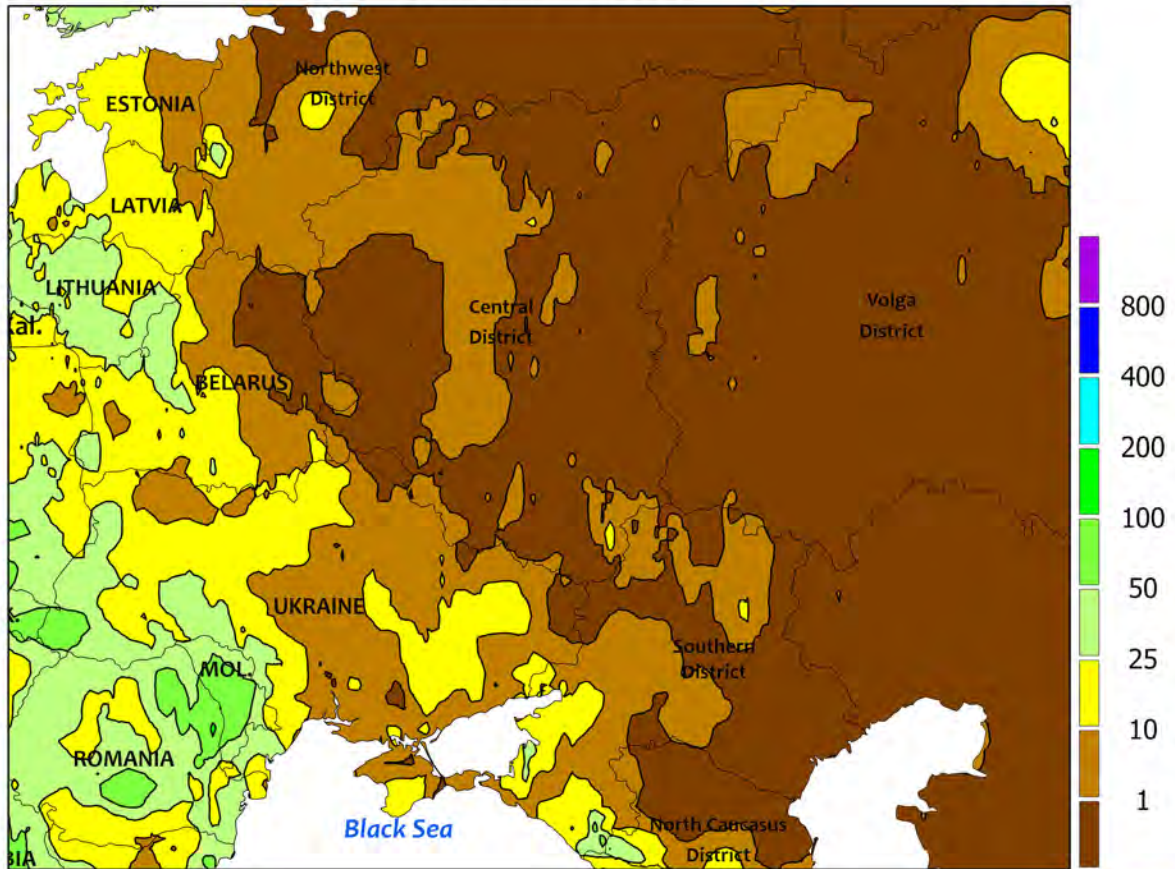 Northwest
District
ESTONIA
LATVIA
LITHUANIA
Kal.
BELARUS
Central
District
Volga
District
UKRAINE
MOL.
ROMANIA
Southern
District
Black Sea
North Caucasus
District
BIA
800
400
200
100
50
25
10
1